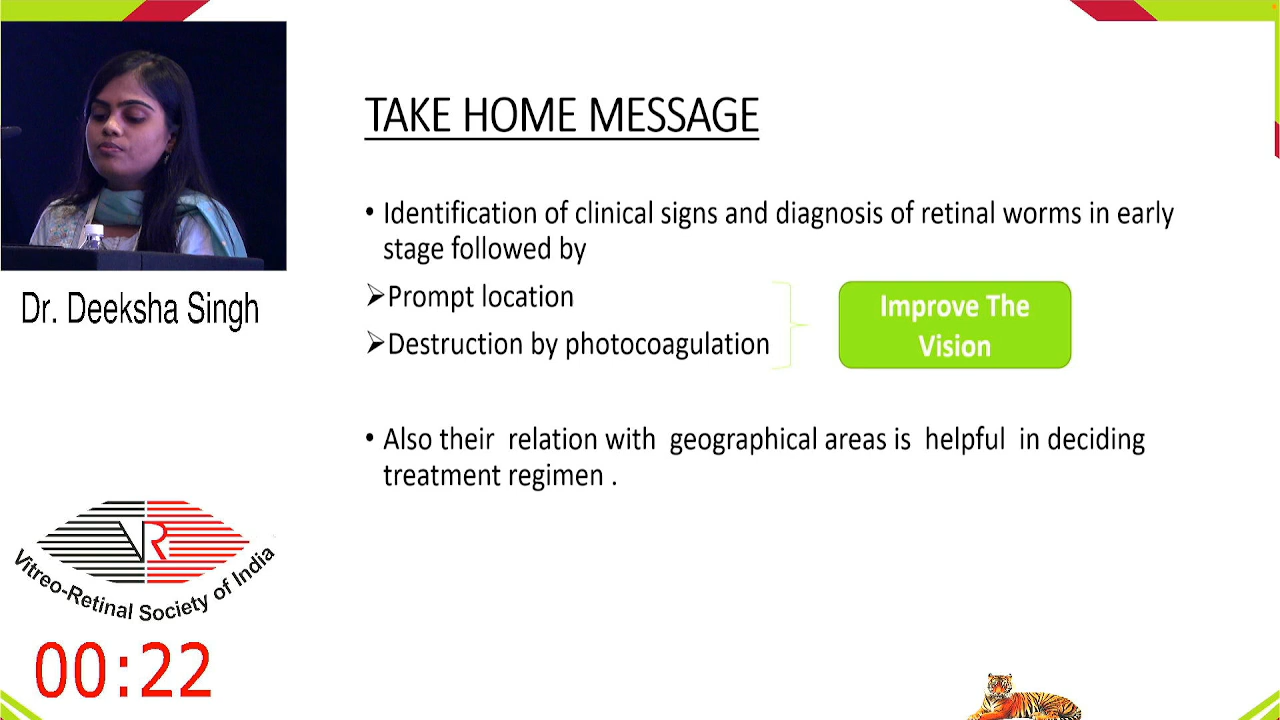 TAKE HOME MESSAGE
• Identification of clinical signs and diagnosis of retinal worms in early
stage followed by
➢Prompt location
➢Destruction by photocoagulation
Improve The
Vision
• Also their relation with geographical areas is helpful in deciding
treatment regimen .
Dr. Deeksha Singh
VR
Vitreo-Retinal Society of India
00:22